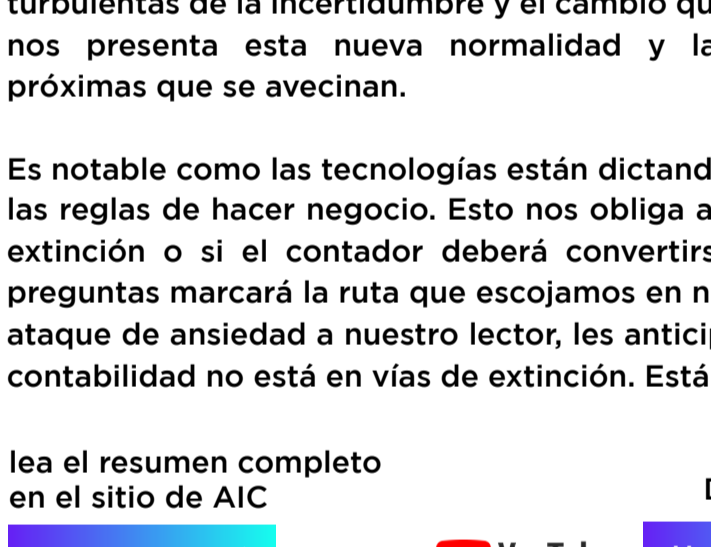 turbulentas de la incertidumbre y el cambio qu
nos presenta esta nueva normalidad y la
próximas que se avecinan.
Es notable como las tecnologías están dictand
las reglas de hacer negocio. Esto nos obliga a
extinción o si el contador deberá convertirs
preguntas marcará la ruta que escojamos en n
ataque de ansiedad a nuestro lector, les antici
contabilidad no está en vías de extinción. Está
lea el resumen completo
en el sitio de AIC